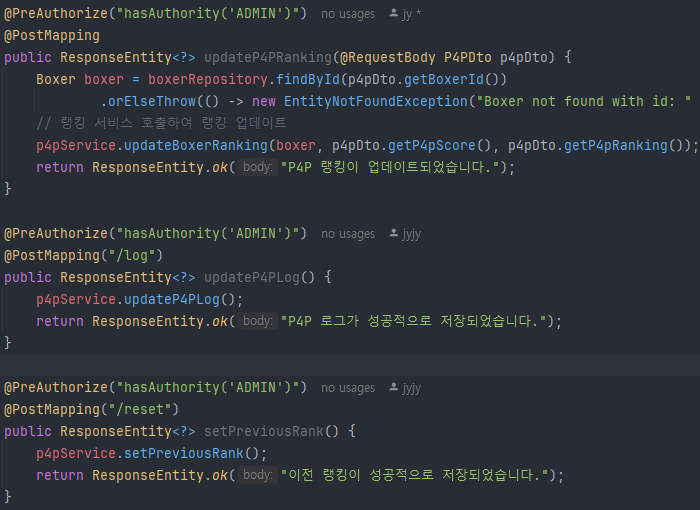 @PreAuthorize("hasAuthority('ADMIN')") no usages jy *
@PostMapping
public ResponseEntity<?> updateP4PRanking(@RequestBody P4PDto p4pDto) {
Boxer boxer = boxerRepository.findById(p4pDto.getBoxerId())
.orElseThrow(() -> new EntityNotFoundException("Boxer not found with id: "
// 랭킹 서비스 호출하여 랭킹 업데이트
p4pService.updateBoxerRanking(boxer, p4pDto.getP4pScore(), p4pDto.getP4pRanking());
return ResponseEntity.ok( body: "P4P 랭킹이 업데이트되었습니다.");
}
@PreAuthorize("hasAuthority('ADMIN')") no usages jyjy
@PostMapping("/log")
public ResponseEntity<?> updateP4PLog() {
p4pService.updateP4PLog();
return ResponseEntity.ok( body: "P4P 로그가 성공적으로 저장되었습니다.");
}
@PreAuthorize("hasAuthority('ADMIN')") no usages jyjy
@PostMapping("/reset")
public ResponseEntity<?> setPreviousRank() {
p4pService.setPreviousRank();
return ResponseEntity.ok( body: "이전 랭킹이 성공적으로 저장되었습니다.");
}